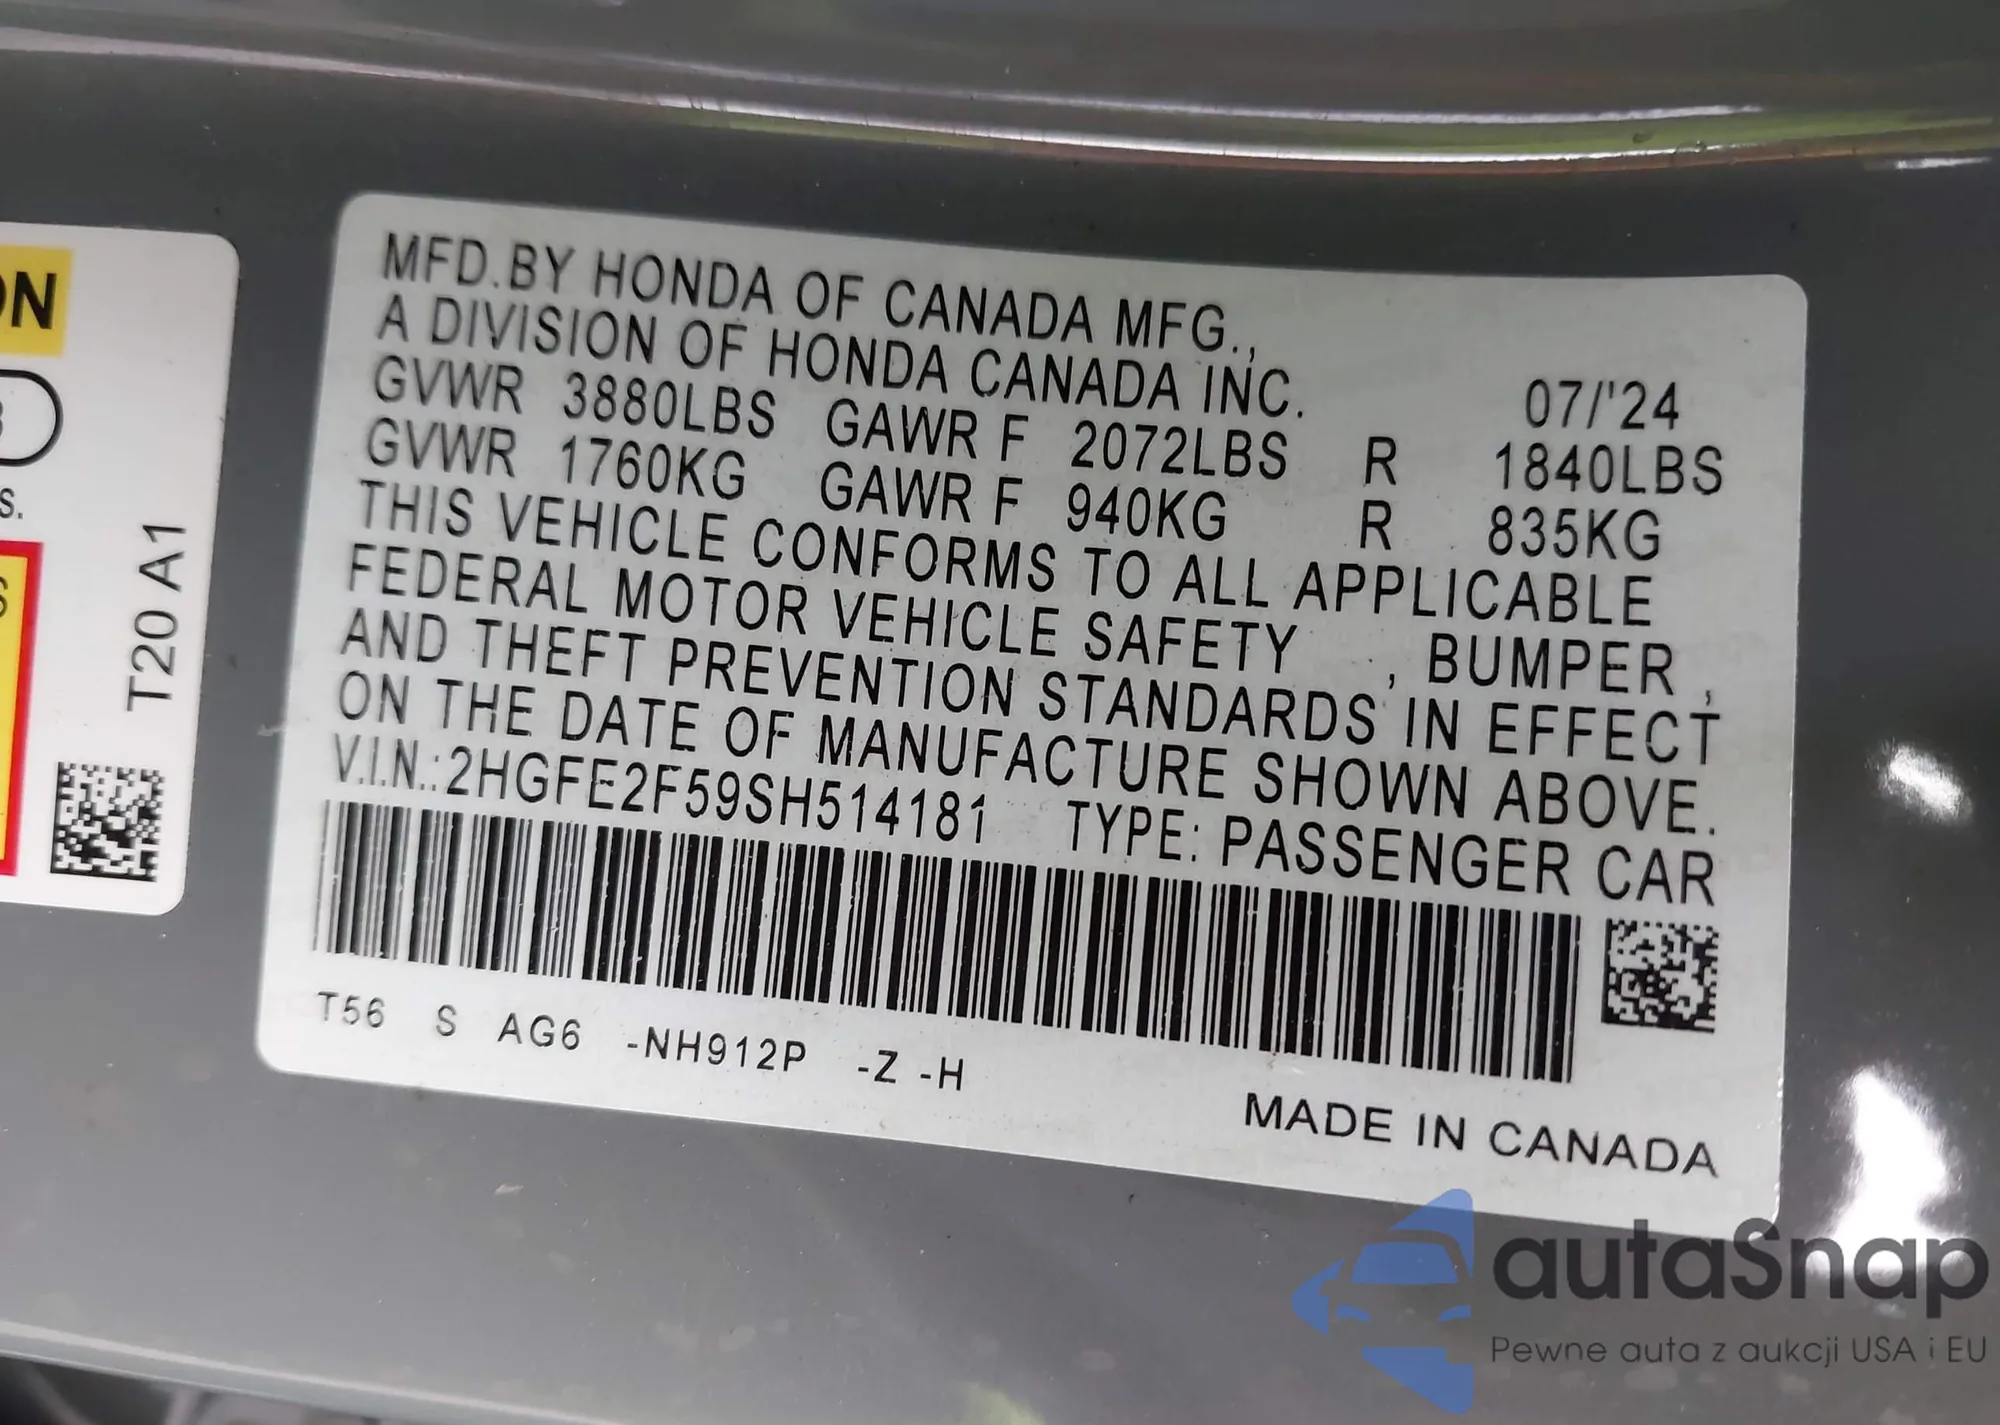 ON
S.
S
T20 A1
MFD.BY HONDA OF CANADA MFG.,
A DIVISION OF HONDA CANADA INC. 07/'24
GVWR 3880LBS GAWR F 2072LBS R 1840LBS
GVWR 1760KG GAWR F 940KG R 835KG
THIS VEHICLE CONFORMS TO ALL APPLICABLE
FEDERAL MOTOR VEHICLE SAFETY , BUMPER ,
AND THEFT PREVENTION STANDARDS IN EFFECT
ON THE DATE OF MANUFACTURE SHOWN ABOVE.
V.I.N.:2HGFE2F59SH514181 TYPE: PASSENGER CAR
T56 S AG6 -NH912P -Z -H
MADE IN CANADA
autaSnap
Pewne auta z aukcji USA i EU